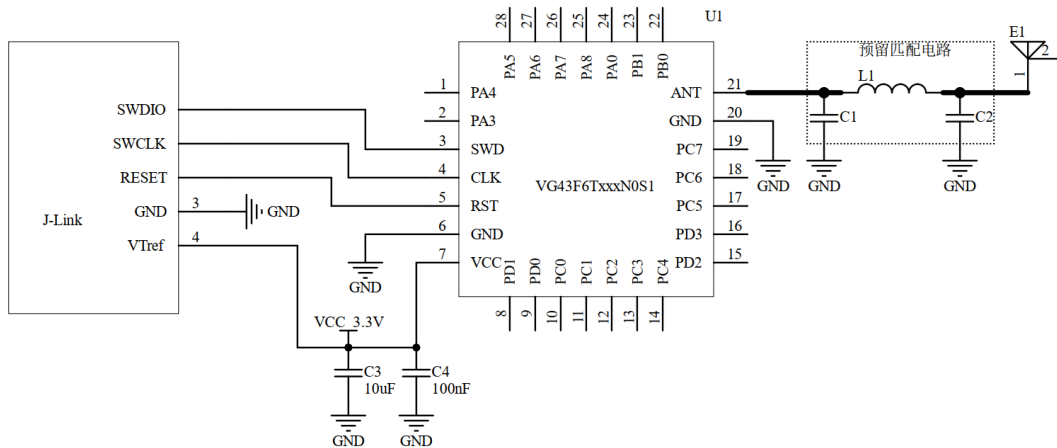 28
27
26
25
24
23
22
U1
PA5
PA6
PA7
PA8
PA0
PB1
PB0
J-Link
SWDIO
SWCLK
RESET
GND
3
GND
VTref
4
1
PA4
2
PA3
3
SWD
4
CLK
5
RST
6
GND
7
VCC
GND
VG43F6TxxxN0S1
ANT
21
GND
20
PC7
19
PC6
18
PC5
17
PD3
16
PD2
15
PD1
PD0
PC0
PC1
PC2
PC3
PC4
8
9
10
11
12
13
14
预留匹配电路
L1
C1
C2
E1
1
2
GND
GND
GND
VCC_3.3V
C3
10uF
C4
100nF
GND
GND